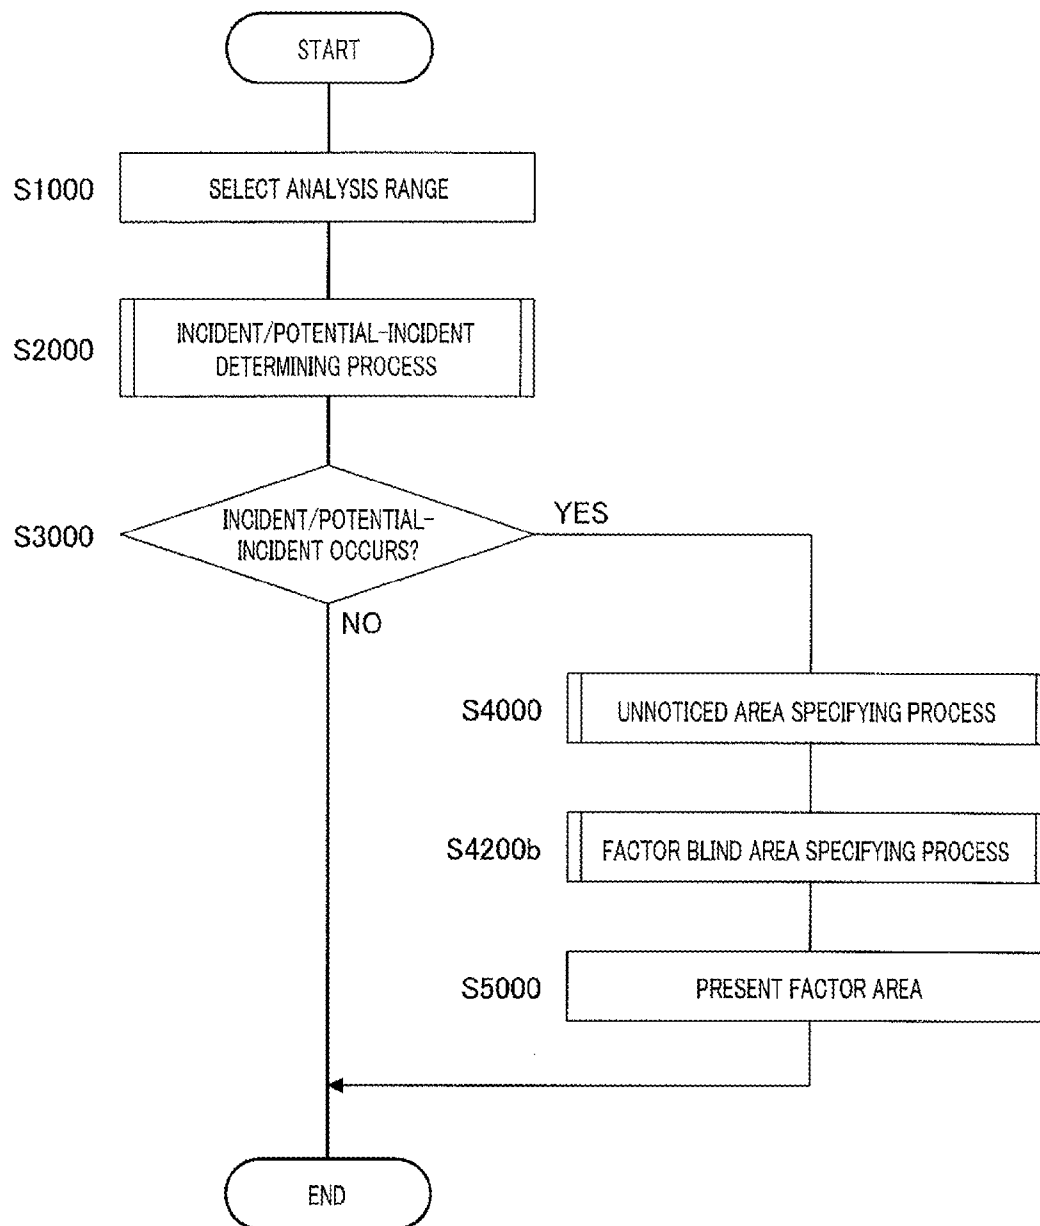 START
S1000
SELECT ANALYSIS RANGE
S2000
INCIDENT/POTENTIAL-INCIDENT
DETERMINING PROCESS
S3000
INCIDENT/POTENTIAL-
INCIDENT OCCURS?
YES
NO
S4000
UNNOTICED AREA SPECIFYING PROCESS
S4200b
FACTOR BLIND AREA SPECIFYING PROCESS
S5000
PRESENT FACTOR AREA
END